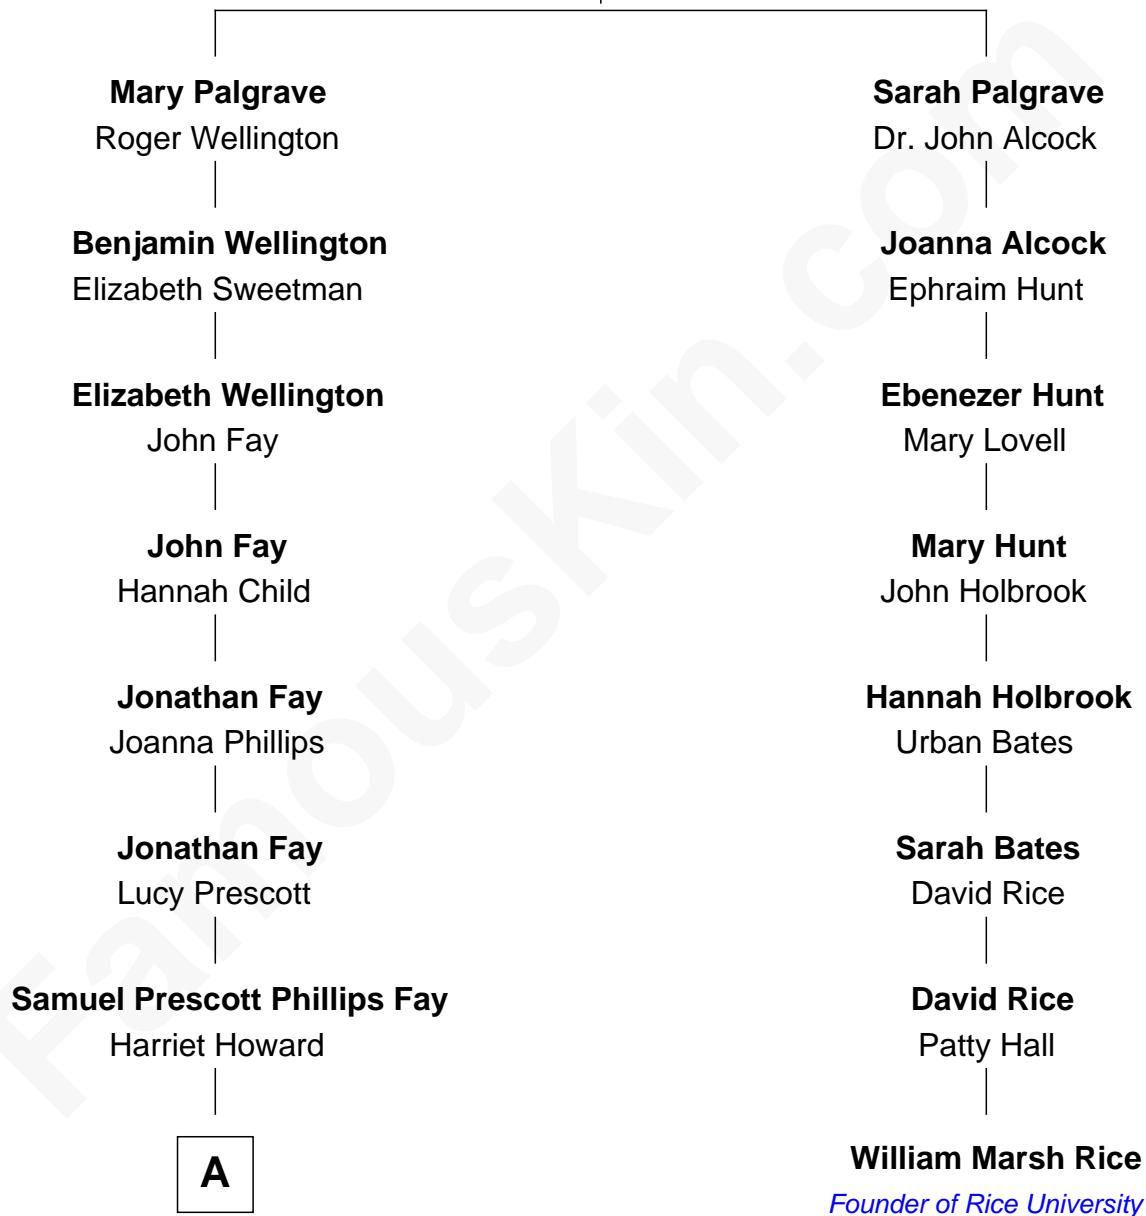 Mary Palgrave
Roger Wellington
Benjamin Wellington
Elizabeth Sweetman
Elizabeth Wellington
John Fay
John Fay
Hannah Child
Jonathan Fay
Joanna Phillips
Jonathan Fay
Lucy Prescott
Samuel Prescott Phillips Fay
Harriet Howard
A
Sarah Palgrave
Dr. John Alcock
Joanna Alcock
Ephraim Hunt
Ebenezer Hunt
Mary Lovell
Mary Hunt
John Holbrook
Hannah Holbrook
Urban Bates
Sarah Bates
David Rice
David Rice
Patty Hall
William Marsh Rice
Founder of Rice University
FamousKin.com